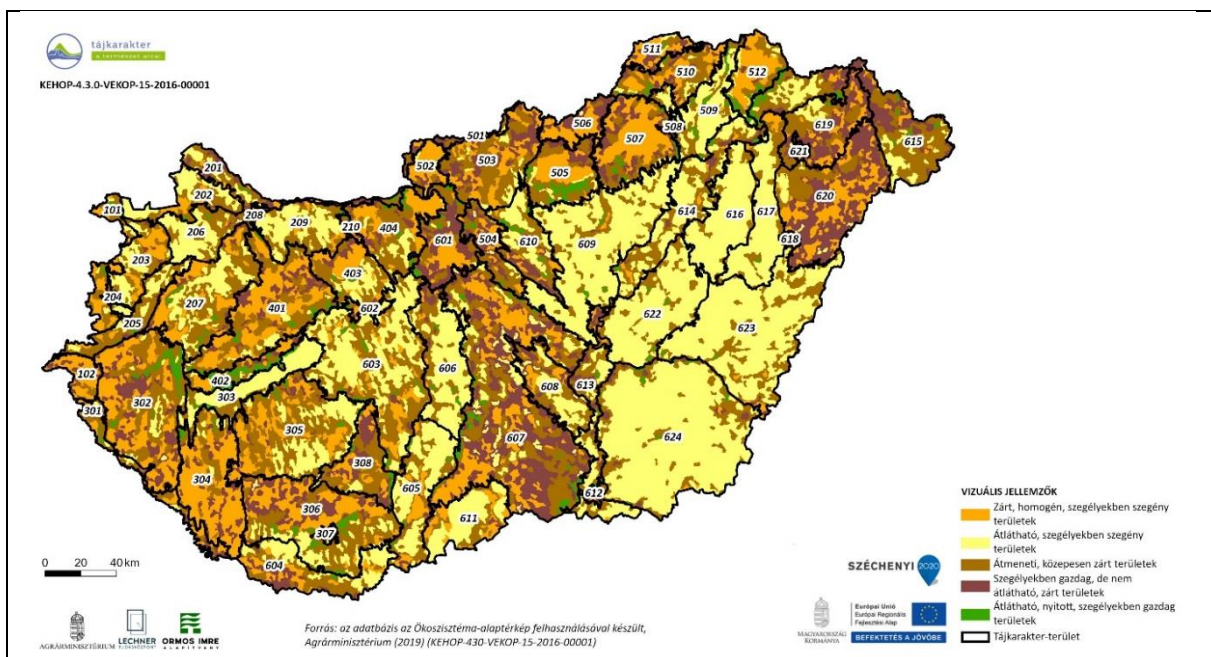 tájkarakter
a természet arcai
KEHOP-4.3.0-VEKOP-15-2016-00001
511
510
512
501
506
508
509
502
503
507
619
615
201
505
621
101
202
620
208
209
210
404
614
616
617
206
601
504
610
609
618
203
403
204
207
401
602
622
623
205
102
402
303
603
606
301
302
608
613
305
624
607
304
308
605
612
306
611
307
604
0 20 40 km
VIZUÁLIS JELLEMZŐK
Zárt, homogén, szegélyekben szegény
területek
Átlátható, szegélyekben szegény
területek
Átmeneti, közepesen zárt területek
Szegélyekben gazdag, de nem
átlátható, zárt területek
Átlátható, nyitott, szegélyekben gazdag
területek
Tájkarakter-terület
SZÉCHENYI 2020
MAGYARORSZÁG
KORMÁNYA
Európai Unió
Európai Regionális
Fejlesztési Alap
BEFEKTETÉS A JÖVŐBE
AGRÁRMINISZTÉRIUM
LECHNER
TUDÁSKÖZPONT
ORMOS IMRE
ALAPÍTVÁNY
Forrás: az adatbázis az Ökoszisztéma-alaptérkép felhasználásával készült,
Agrárminisztérium (2019) (KEHOP-430-VEKOP-15-2016-00001)